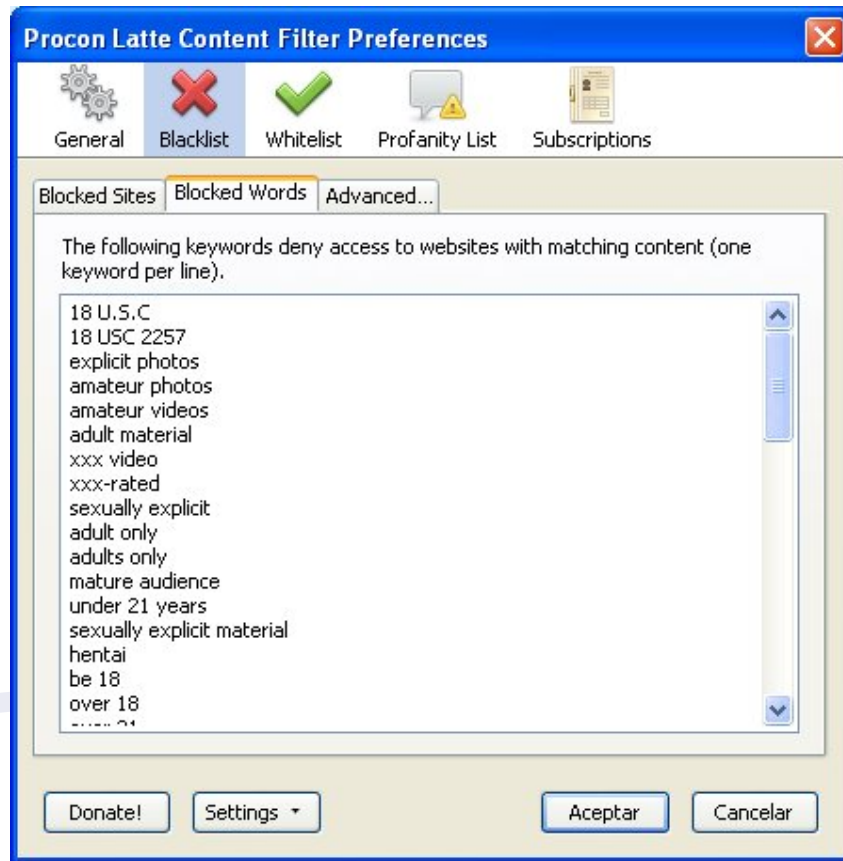 Procon Latte Content Filter Preferences
General Blacklist Whitelist Profanity List Subscriptions
Blocked Sites Blocked Words Advanced...
The following keywords deny access to websites with matching content (one
keyword per line).
18 U.S.C
18 USC 2257
explicit photos
amateur photos
amateur videos
adult material
xxx video
xxx-rated
sexually explicit
adult only
adults only
mature audience
under 21 years
sexually explicit material
hentai
be 18
over 18
Donate! Settings Aceptar Cancelar